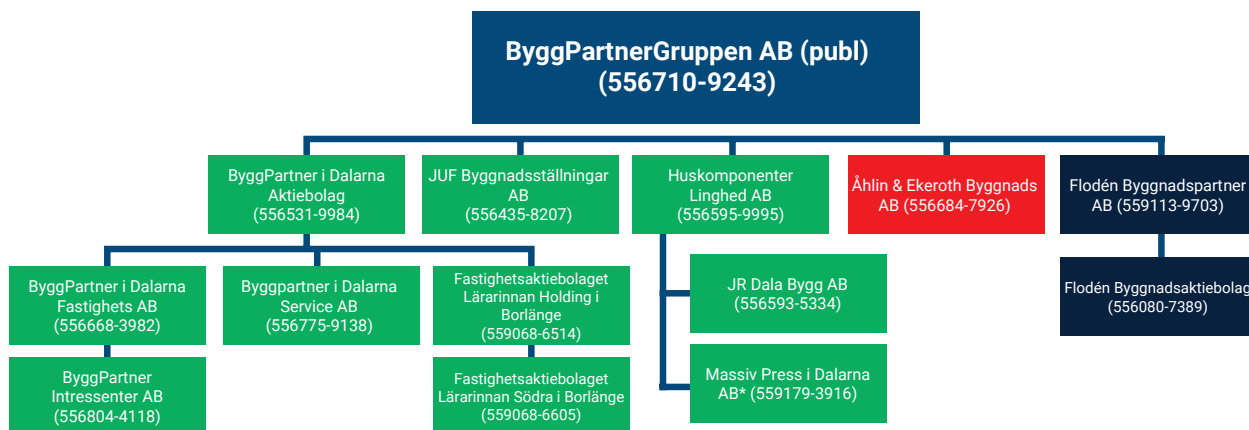 ByggPartnerGruppen AB (publ)
(556710-9243)
ByggPartner i Dalarna
Aktiebolag
(556531-9984)
JUF Byggnadsställningar
AB
(556435-8207)
Huskomponenter
Linghed AB
(556595-9995)
Åhlin & Ekeroth Byggnads
AB (556684-7926)
Flodén Byggnadspartner
AB (559113-9703)
ByggPartner i Dalarna
Fastighets AB
(556668-3982)
Byggpartner i Dalarna
Service AB
(556775-9138)
Fastighetsaktiebolaget
Lärarinnan Holding i
Borlänge
(559068-6514)
JR Dala Bygg AB
(556593-5334)
Flodén Byggnadsaktiebolag
(556080-7389)
ByggPartner
Intressenter AB
(556804-4118)
Fastighetsaktiebolaget
Lärarinnan Södra i Borlänge
(559068-6605)
Massiv Press i Dalarna
AB* (559179-3916)